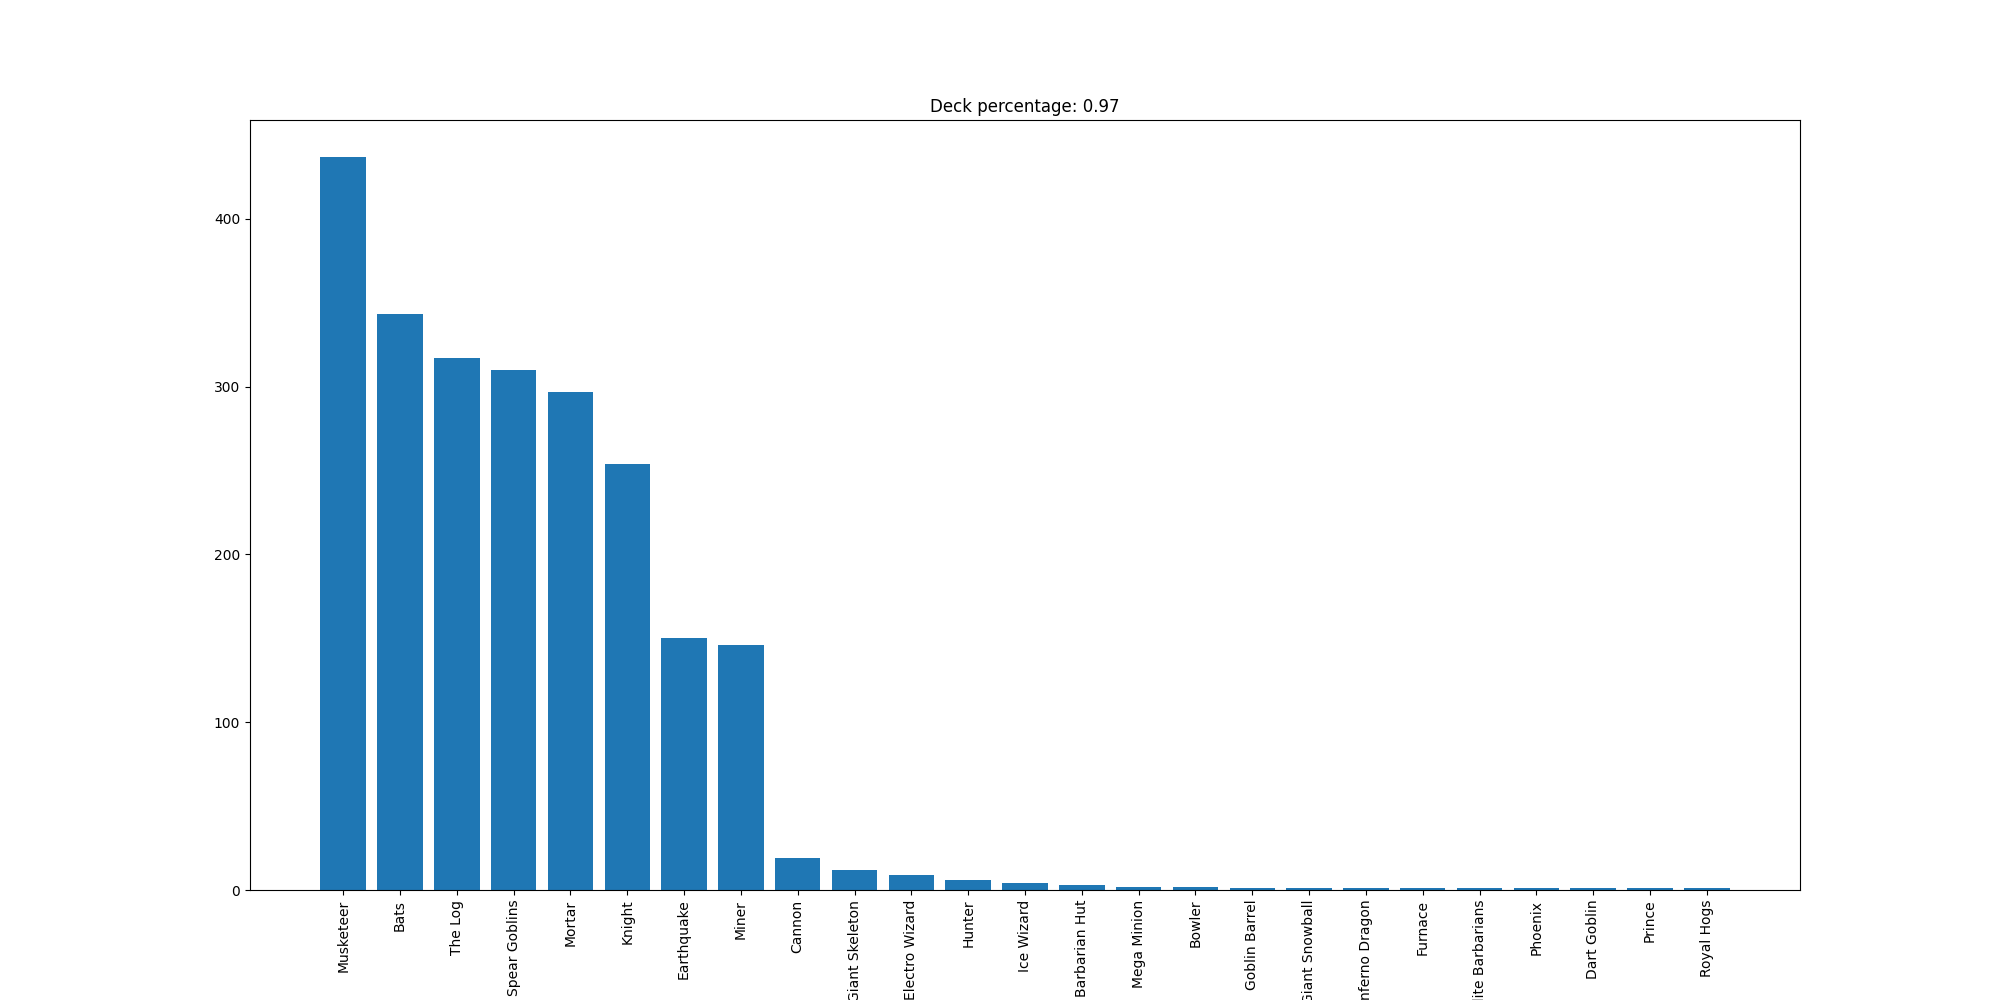 Deck percentage: 0.97
400
300
200
100
0
Musketeer
Bats
The Log
Spear Goblins
Mortar
Knight
Earthquake
Miner
Cannon
Giant Skeleton
Electro Wizard
Hunter
Ice Wizard
Barbarian Hut
Mega Minion
Bowler
Goblin Barrel
Giant Snowball
nferno Dragon
Furnace
lite Barbarians
Phoenix
Dart Goblin
Prince
Royal Hogs